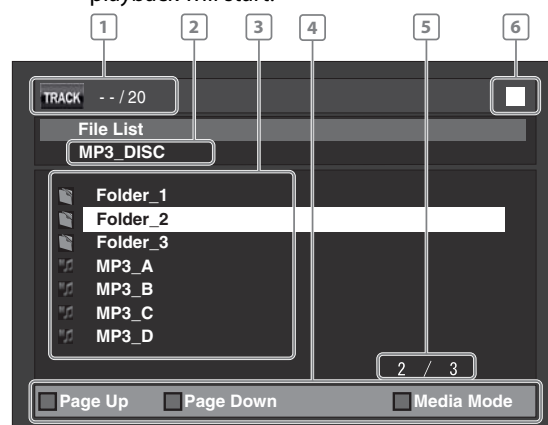 playback will start.
1 2 3 4 5 6
TRACK - - / 20
File List
MP3_DISC
Folder_1
Folder_2
Folder_3
MP3_A
MP3_B
MP3_C
MP3_D
2 / 3
Page Up Page Down Media Mode